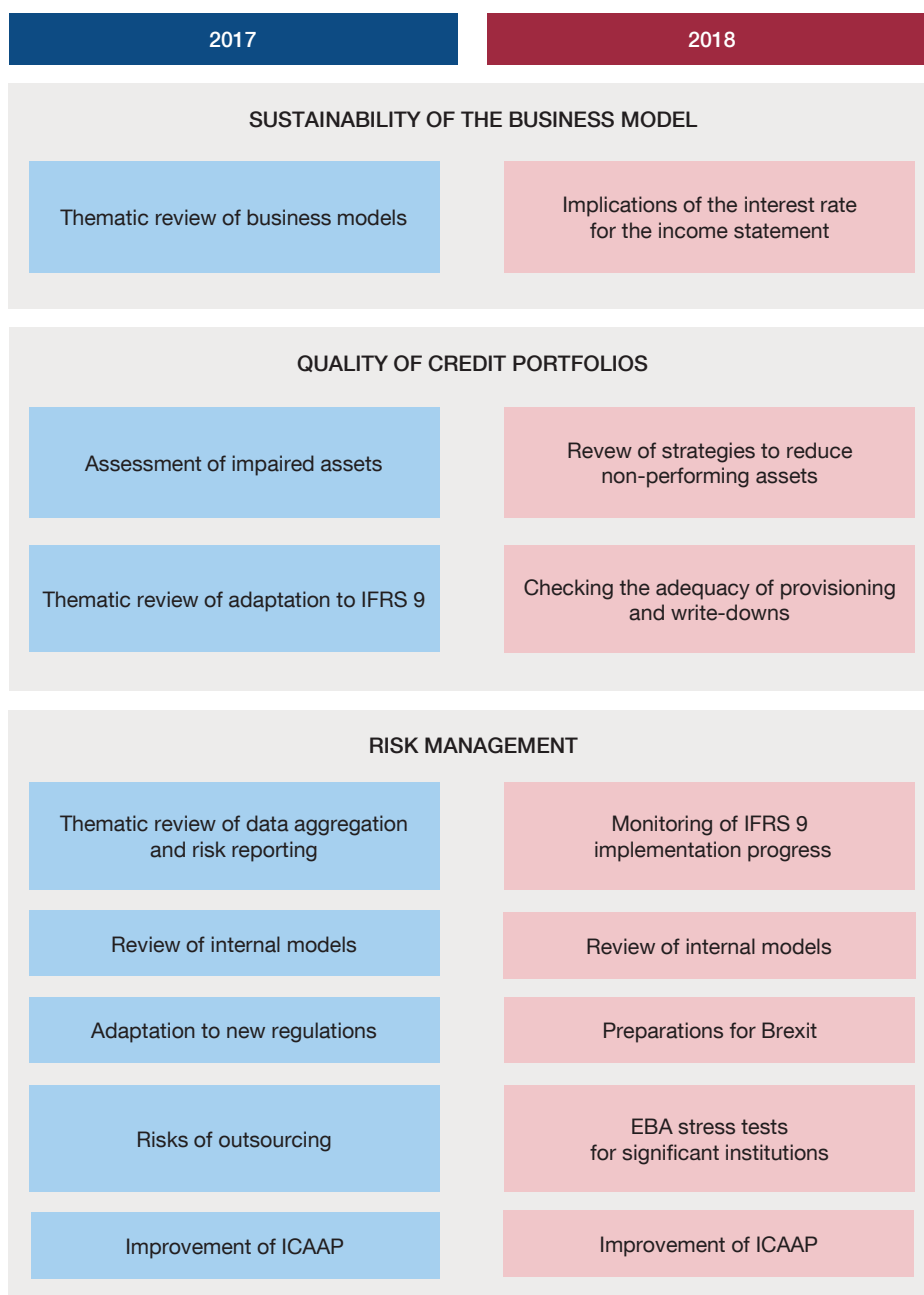 2017
2018
SUSTAINABILITY OF THE BUSINESS MODEL
Thematic review of business models
Implications of the interest rate
for the income statement
QUALITY OF CREDIT PORTFOLIOS
Assessment of impaired assets
Revew of strategies to reduce
non-performing assets
Thematic review of adaptation to IFRS 9
Checking the adequacy of provisioning
and write-downs
RISK MANAGEMENT
Thematic review of data aggregation
and risk reporting
Monitoring of IFRS 9
implementation progress
Review of internal models
Review of internal models
Adaptation to new regulations
Preparations for Brexit
Risks of outsourcing
EBA stress tests
for significant institutions
Improvement of ICAAP
Improvement of ICAAP